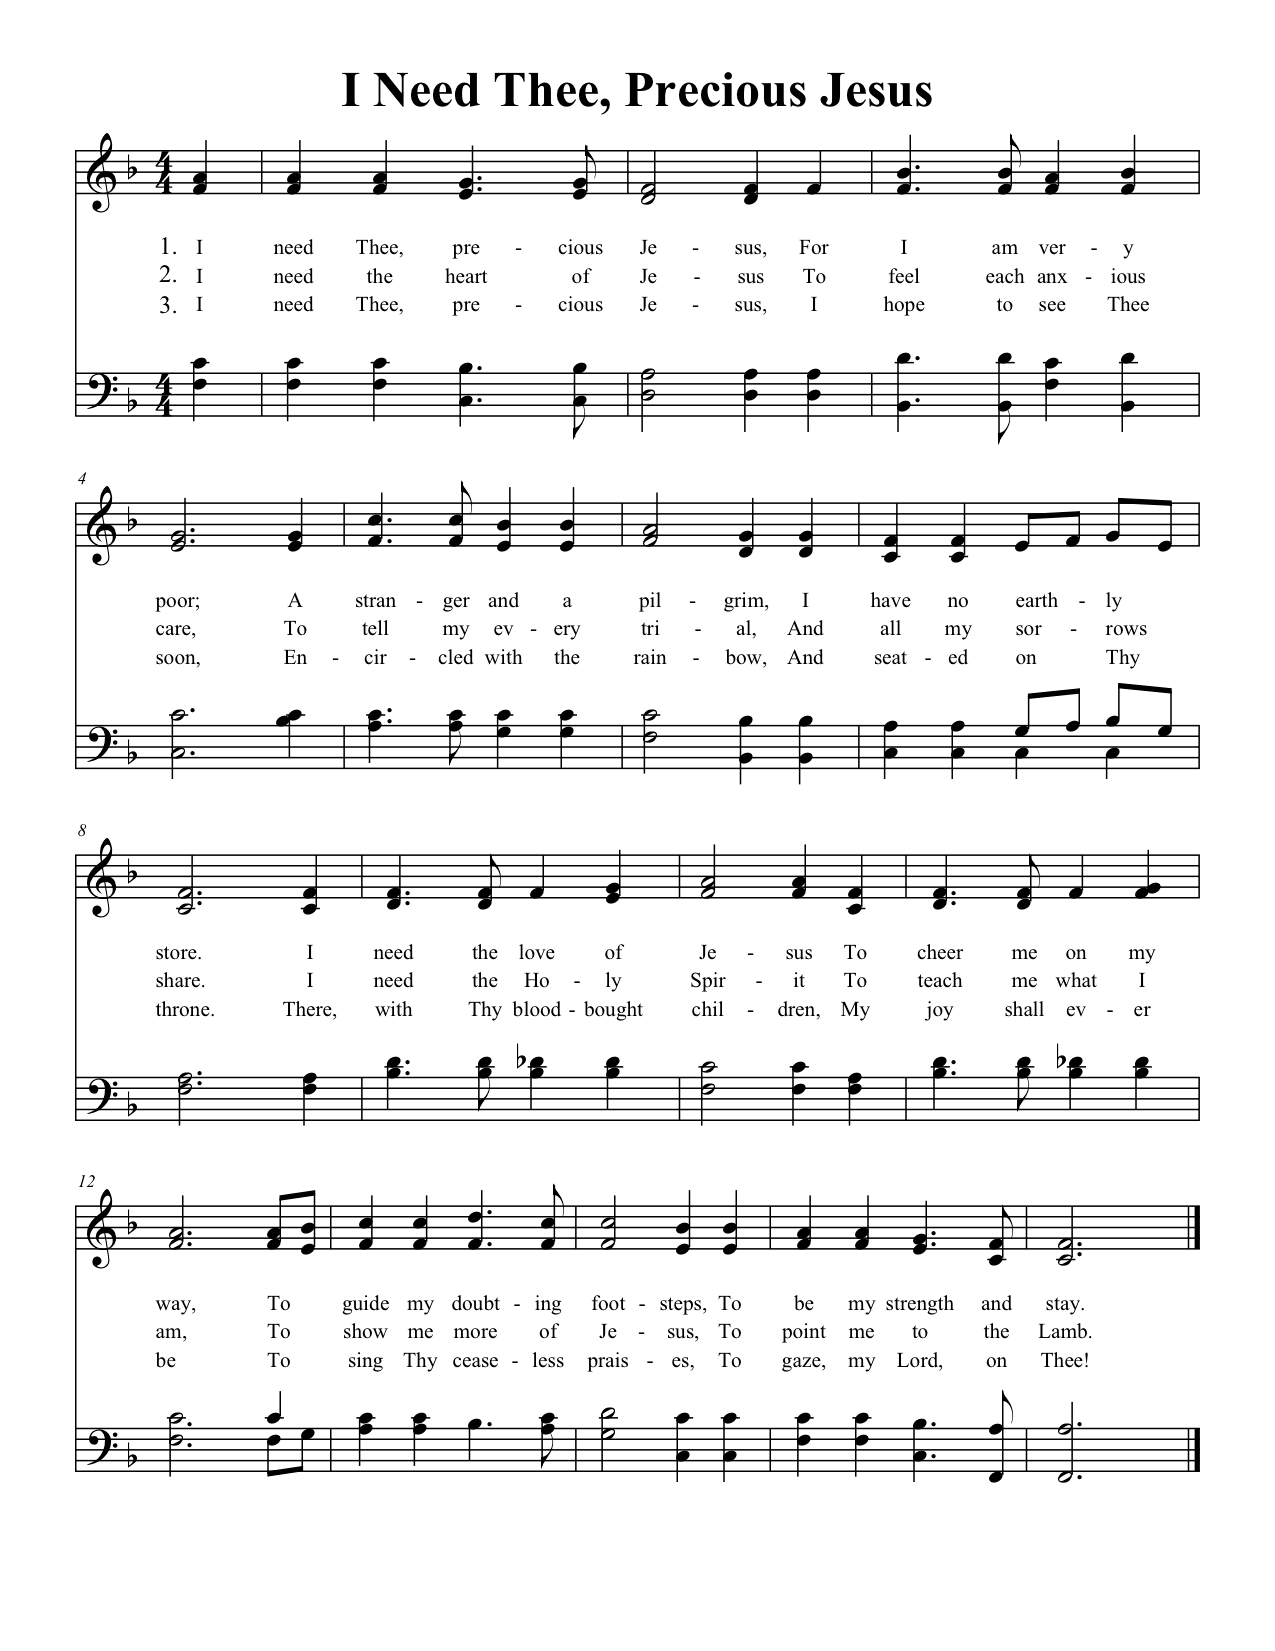 I Need Thee, Precious Jesus
1. I need Thee, pre - cious Je - sus, For I am ver - y
2. I need the heart of Je - sus To feel each anx - ious
3. I need Thee, pre - cious Je - sus, I hope to see Thee
4
poor; A stran - ger and a pil - grim, I have no earth - ly
care, To tell my ev - ery tri - al, And all my sor - rows
soon, En - cir - cled with the rain - bow, And seat - ed on Thy
8
store. I need the love of Je - sus To cheer me on my
share. I need the Ho - ly Spir - it To teach me what I
throne. There, with Thy blood - bought chil - dren, My joy shall ev - er
12
way, To guide my doubt - ing foot - steps, To be my strength and stay.
am, To show me more of Je - sus, To point me to the Lamb.
be To sing Thy cease - less prais - es, To gaze, my Lord, on Thee!